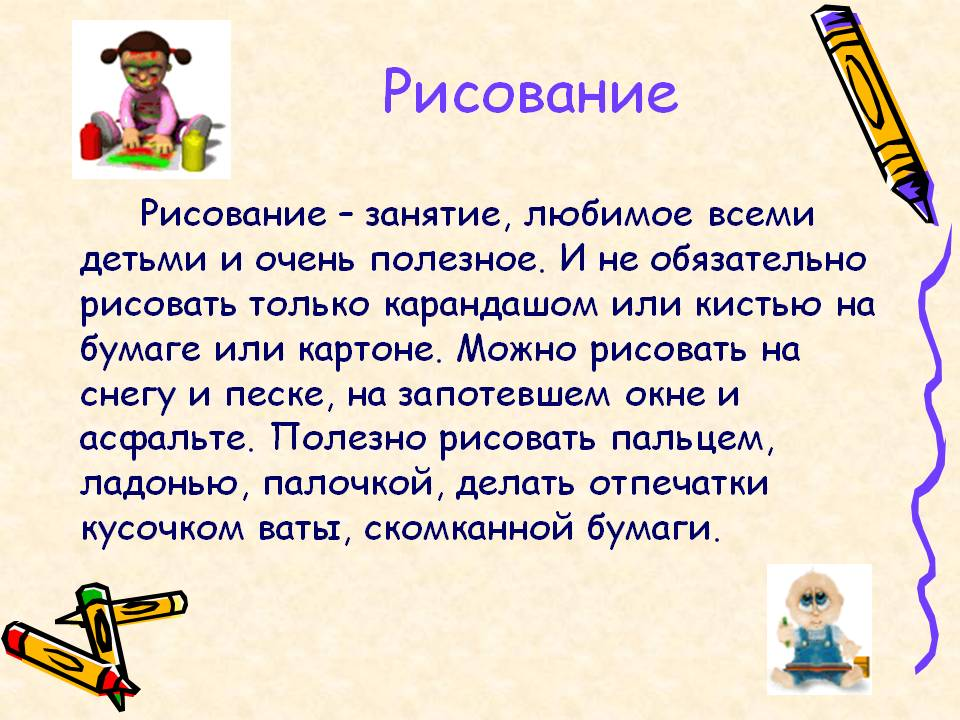 Рисование
Рисование – занятие, любимое всеми
детьми и очень полезное. И не обязательно
рисовать только карандашом или кистью на
бумаге или картоне. Можно рисовать на
снегу и песке, на запотевшем окне и
асфальте. Полезно рисовать пальцем,
ладонью, палочкой, делать отпечатки
кусочком ваты, скомканной бумаги.